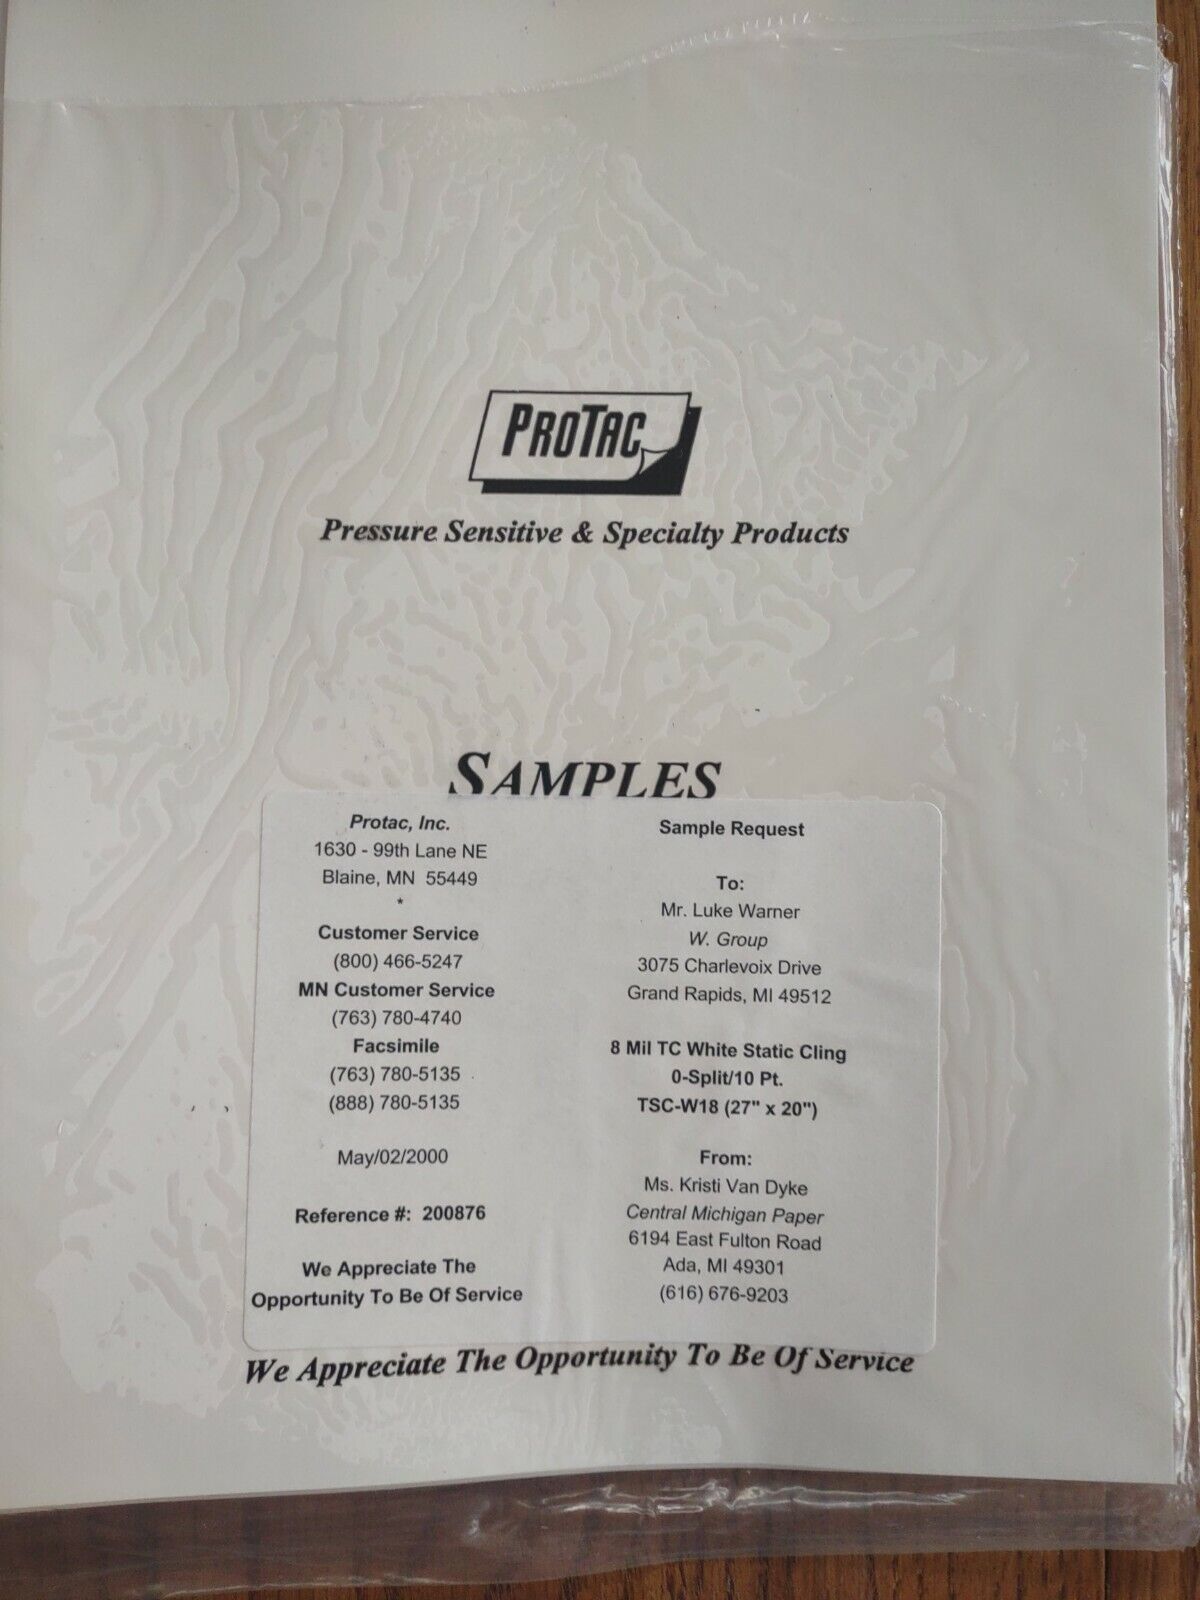 PROTAC
Pressure Sensitive & Specialty Products
SAMPLES
Protac, Inc.
1630 - 99th Lane NE
Blaine, MN 55449
*
Customer Service
(800) 466-5247
MN Customer Service
(763) 780-4740
Facsimile
(763) 780-5135
(888) 780-5135
May/02/2000
Reference #: 200876
We Appreciate The
Opportunity To Be Of Service
Sample Request
To:
Mr. Luke Warner
W. Group
3075 Charlevoix Drive
Grand Rapids, MI 49512
8 Mil TC White Static Cling
0-Split/10 Pt.
TSC-W18 (27" x 20")
From:
Ms. Kristi Van Dyke
Central Michigan Paper
6194 East Fulton Road
Ada, MI 49301
(616) 676-9203
We Appreciate The Opportunity To Be Of Service